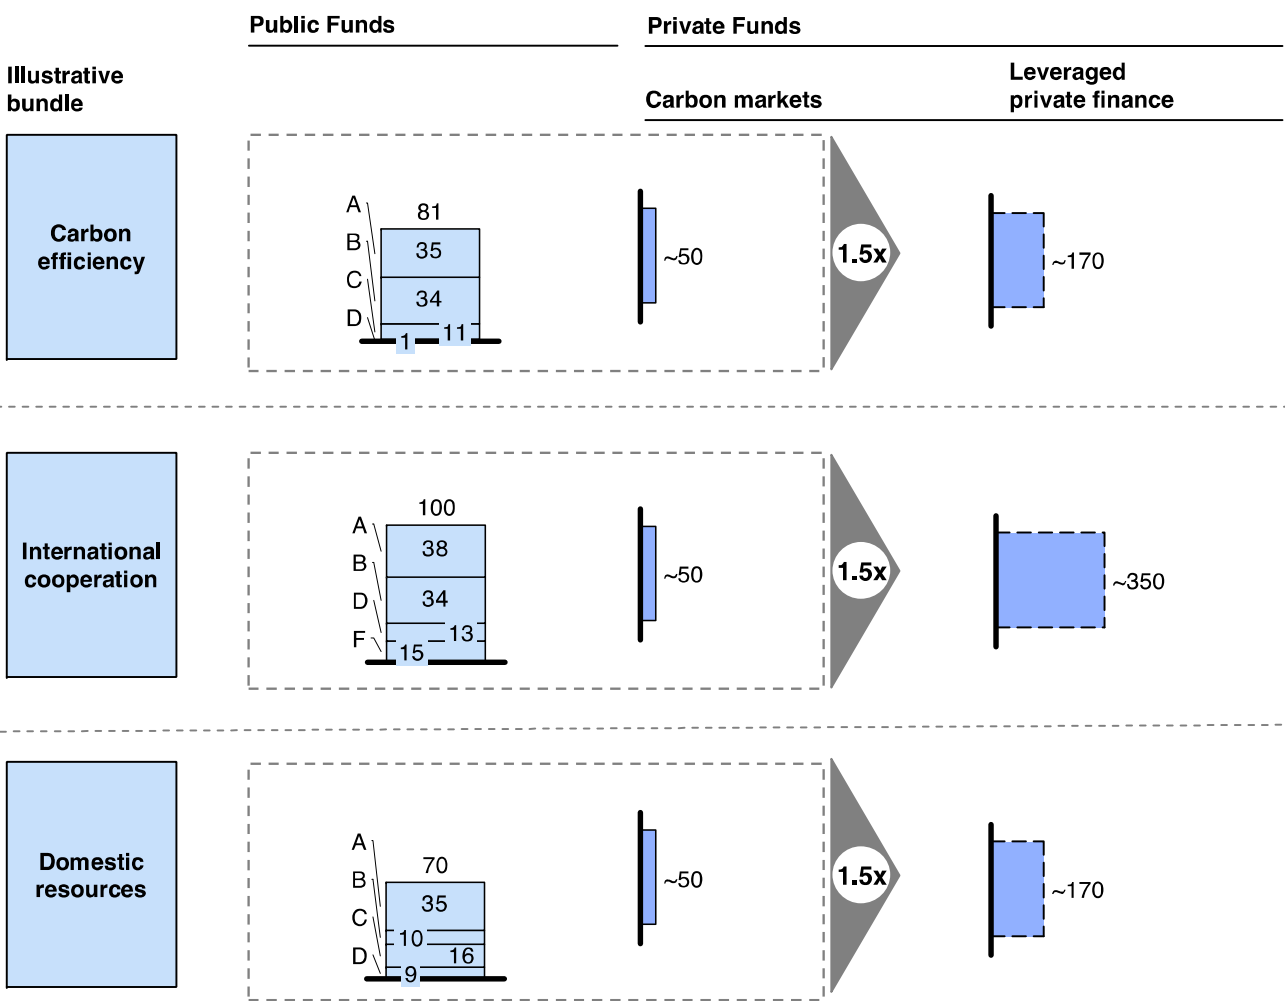 Public Funds
Private Funds
Illustrative
bundle
Carbon markets
Leveraged
private finance
Carbon
efficiency
A
B
C
D
81
35
34
11
1
~50
1.5x
~170
International
cooperation
A
B
D
F
100
38
34
13
15
~50
1.5x
~350
Domestic
resources
A
B
C
D
70
35
10
16
9
~50
1.5x
~170